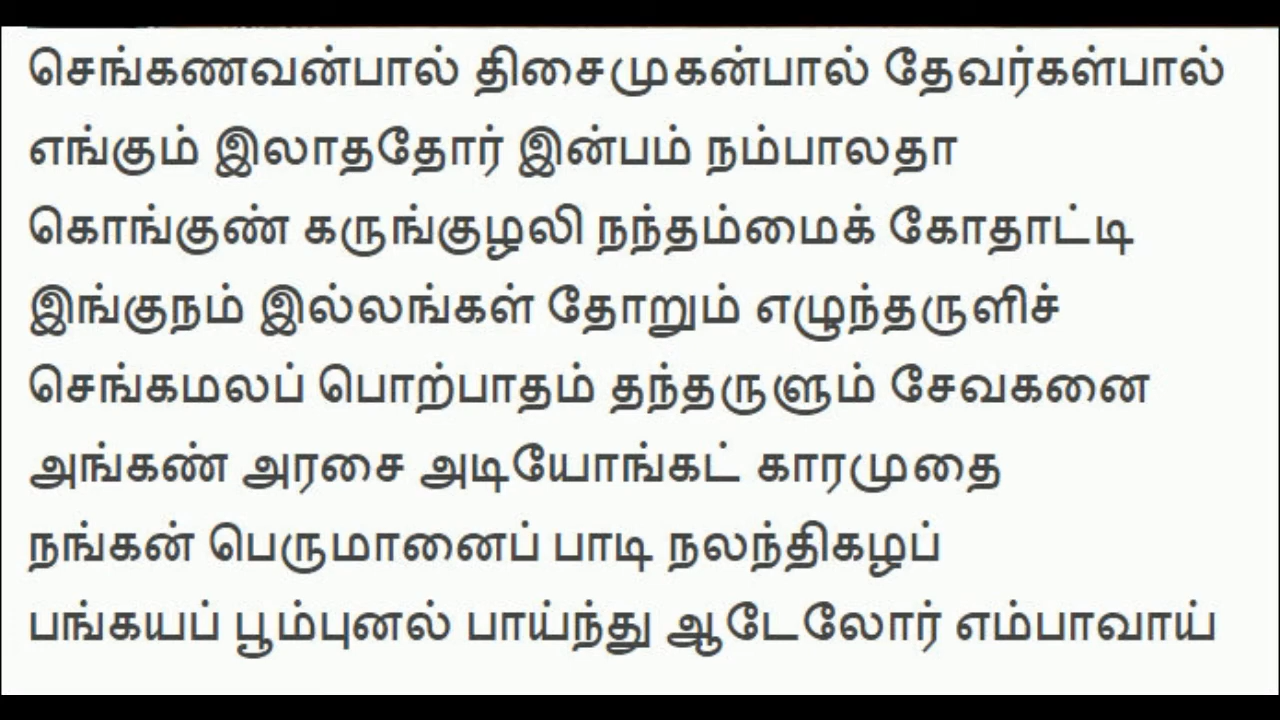 செங்கணவன்பால் திசைமுகன்பால் தேவர்கள்பால்
எங்கும் இலாததோர் இன்பம் நம்பாலதா
கொங்குண் கருங்குழலி நந்தம்மைக் கோதாட்டி
இங்குநம் இல்லங்கள் தோறும் எழுந்தருளிச்
செங்கமலப் பொற்பாதம் தந்தருளும் சேவகனை
அங்கண் அரசை அடியோங்கட் காரமுதை
நங்கன் பெருமானைப் பாடி நலந்திகழப்
பங்கயப் பூம்புனல் பாய்ந்து ஆடேலோர் எம்பாவாய்